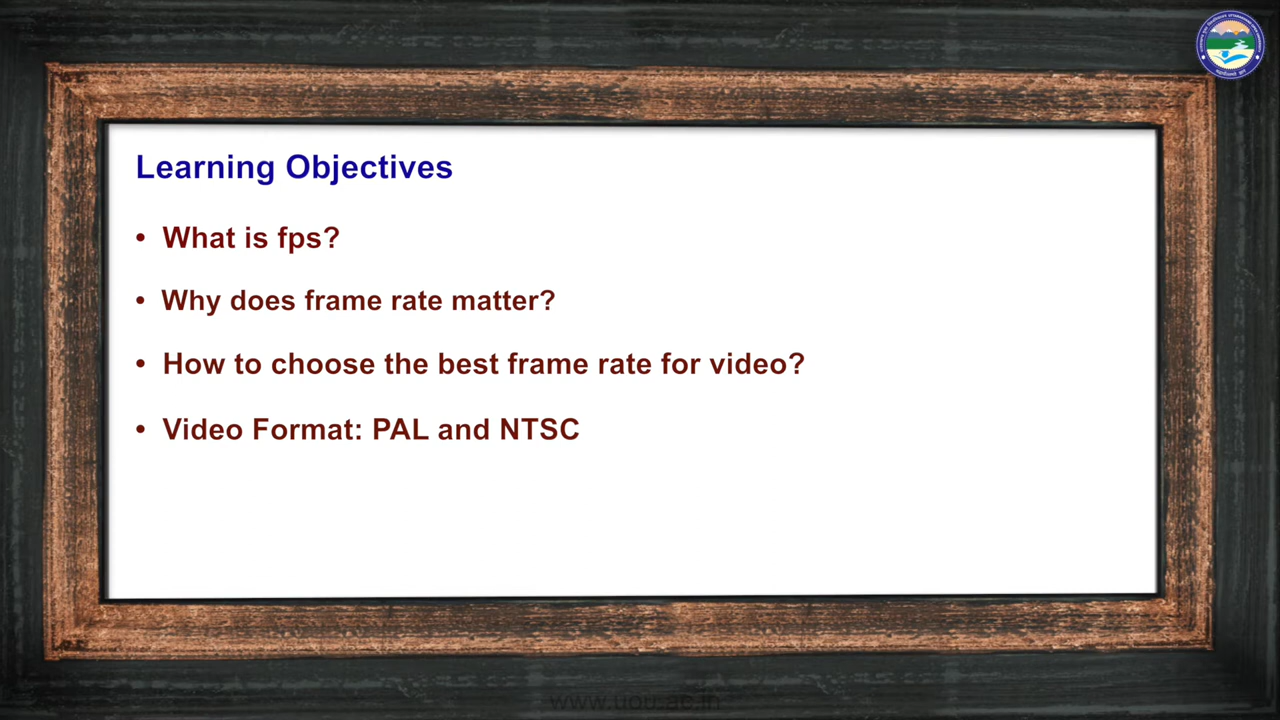 Learning Objectives
• What is fps?
• Why does frame rate matter?
• How to choose the best frame rate for video?
• Video Format: PAL and NTSC
www.uou.ac.in